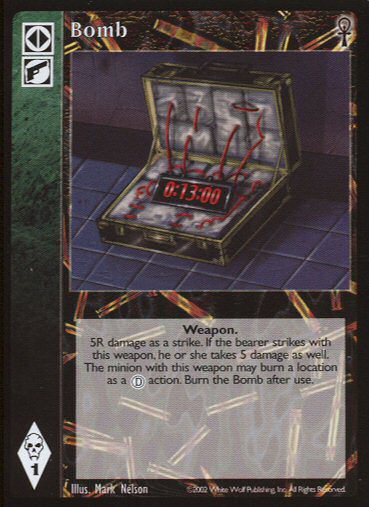 Bomb
0:13:00
Weapon.
5R damage as a strike. If the bearer strikes with
this weapon, he or she takes 5 damage as well.
The minion with this weapon may burn a location
as a D action. Burn the Bomb after use.
1
Illus. Mark Nelson
©2002 White Wolf Publishing, Inc. All Rights Reserved.